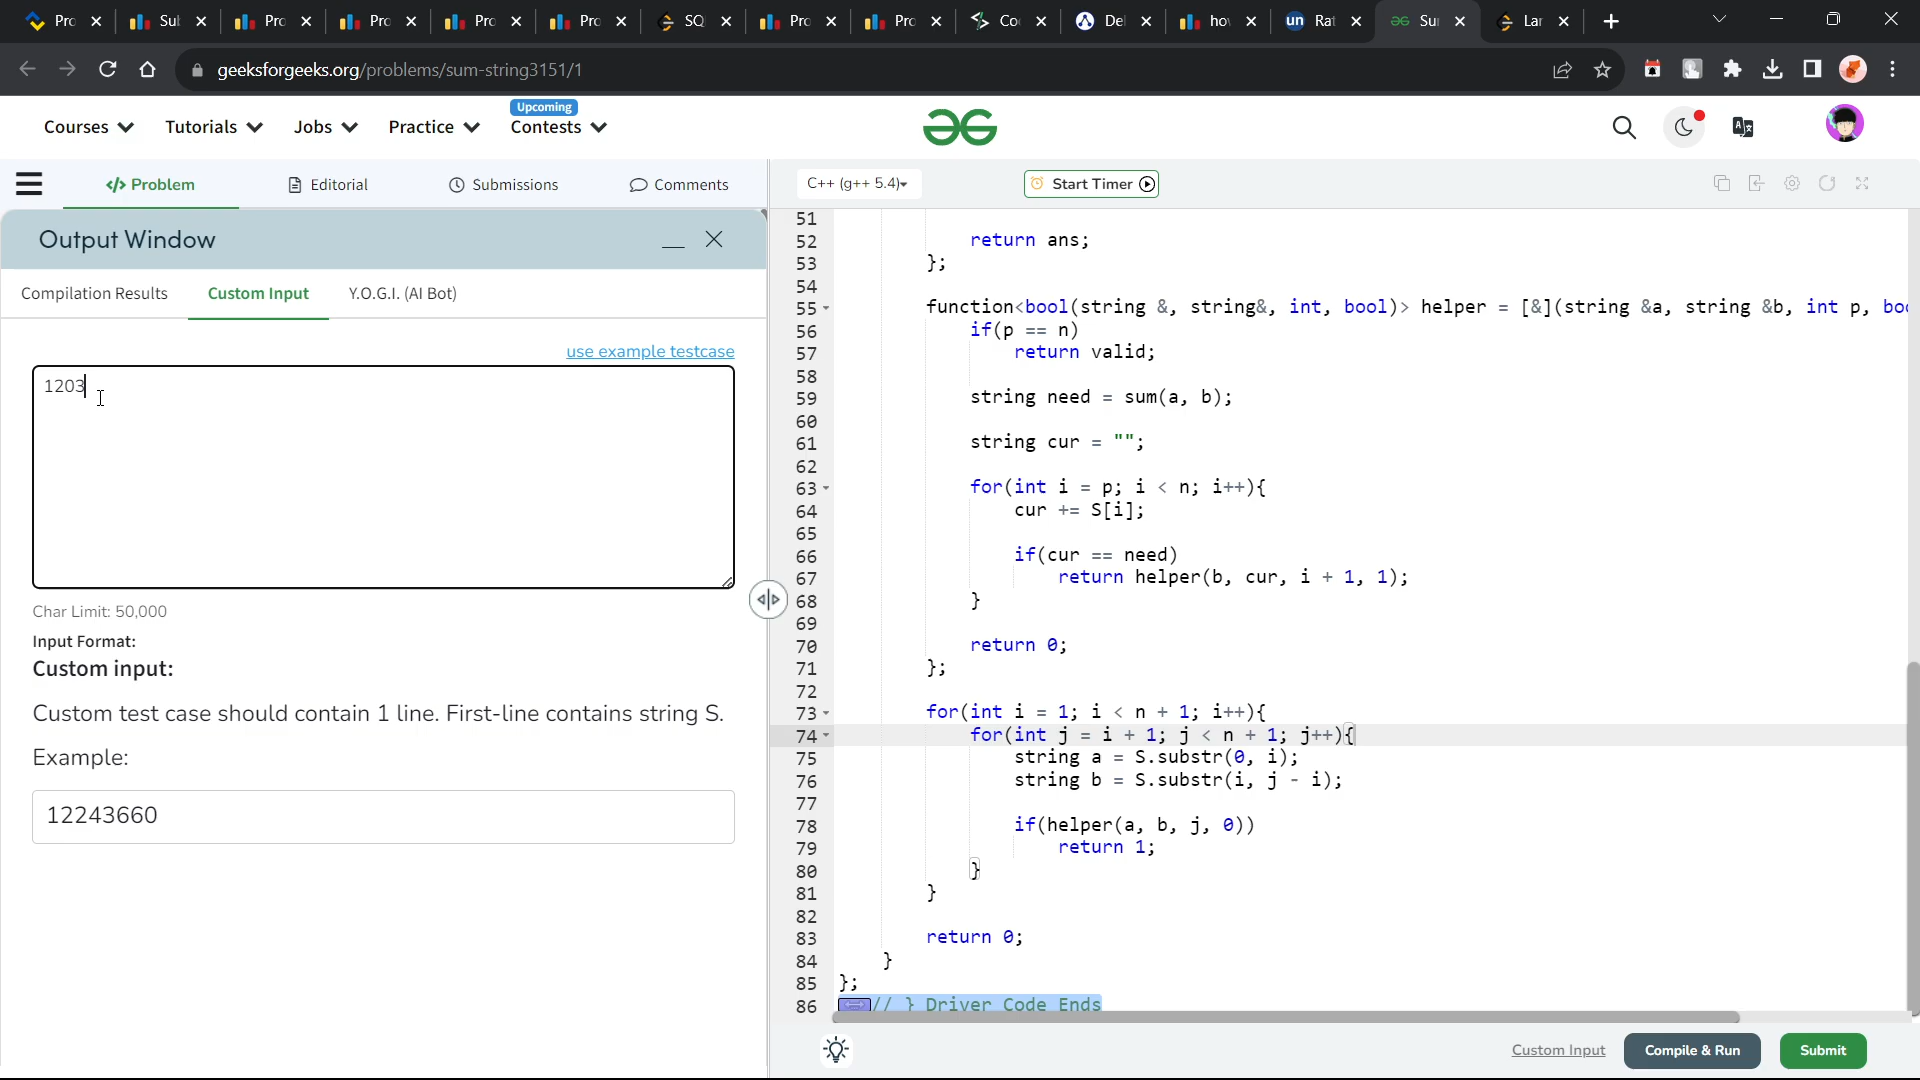 Pro
Sul
Pro
Pro
Pro
Pro
SQ
Pro
Pro
Co
Del
ho
un Rat
Su
Lar
geeksforgeeks.org/problems/sum-string3151/1
Courses
Tutorials
Jobs
Practice
Upcoming
Contests
</> Problem
Editorial
Submissions
Comments
C++ (g++ 5.4)
Start Timer
Output Window
Compilation Results
Custom Input
Y.O.G.I. (AI Bot)
use example testcase
1203
Char Limit: 50,000
Input Format:
Custom input:
Custom test case should contain 1 line. First-line contains string S.
Example:
12243660
51
52 return ans;
53 };
54
55 function<bool(string &, string&, int, bool)> helper = [&](string &a, string &b, int p, boo
56 if(p == n)
57 return valid;
58
59 string need = sum(a, b);
60
61 string cur = "";
62
63 for(int i = p; i < n; i++){
64 cur += S[i];
65
66 if(cur == need)
67 return helper(b, cur, i + 1, 1);
68 }
69
70 return 0;
71 };
72
73 for(int i = 1; i < n + 1; i++){
74 for(int j = i + 1; j < n + 1; j++){
75 string a = S.substr(0, i);
76 string b = S.substr(i, j - i);
77
78 if(helper(a, b, j, 0))
79 return 1;
80 }
81 }
82
83 return 0;
84 }
85 };
86 // } Driver Code Ends
Custom Input
Compile & Run
Submit